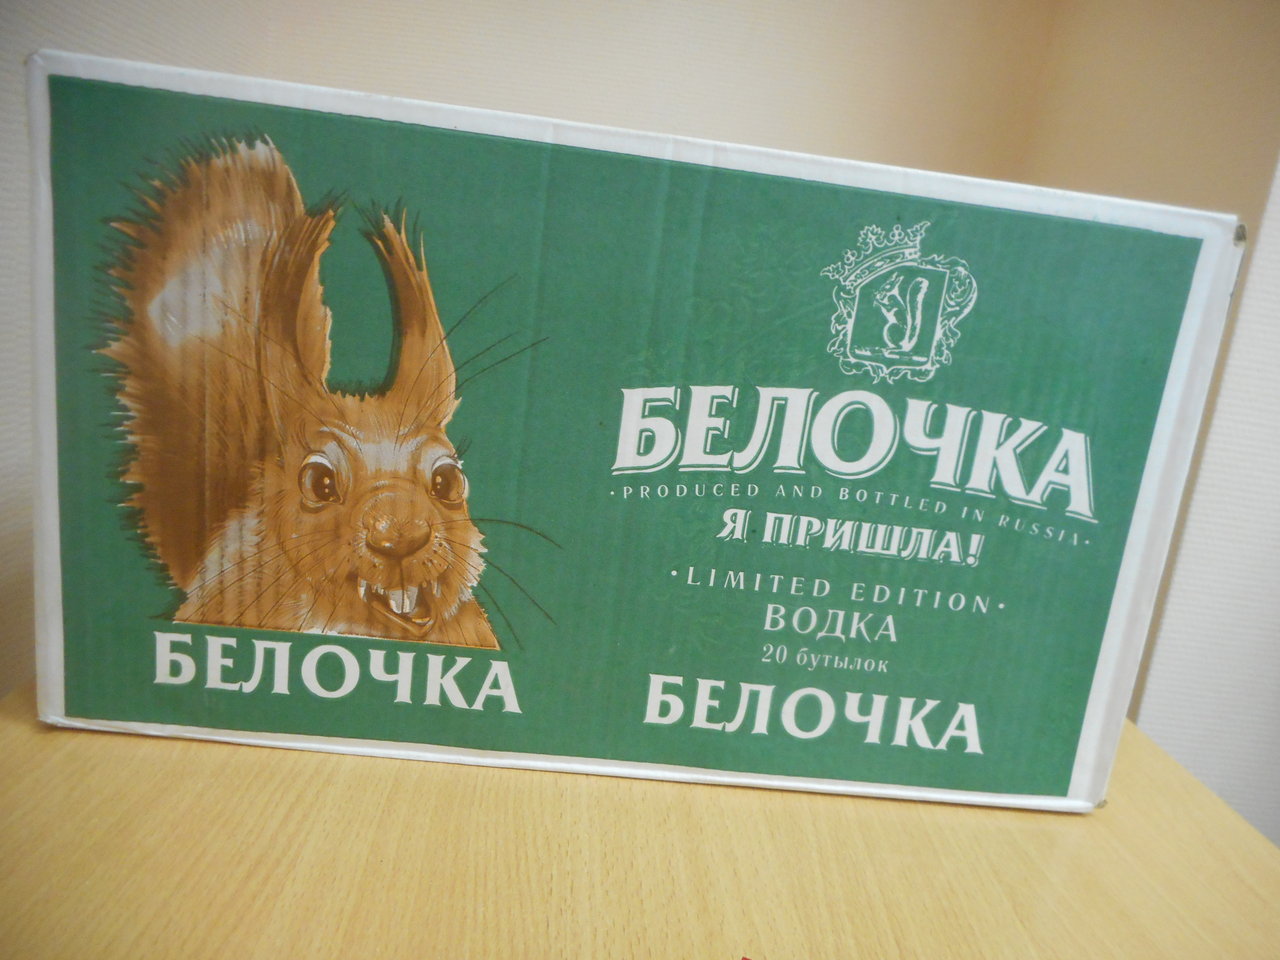 БЕЛОЧКА
БЕЛОЧКА
·PRODUCED AND BOTTLED IN RUSSIA·
Я ПРИШЛА!
·LIMITED EDITION·
ВОДКА
20 бутылок
БЕЛОЧКА